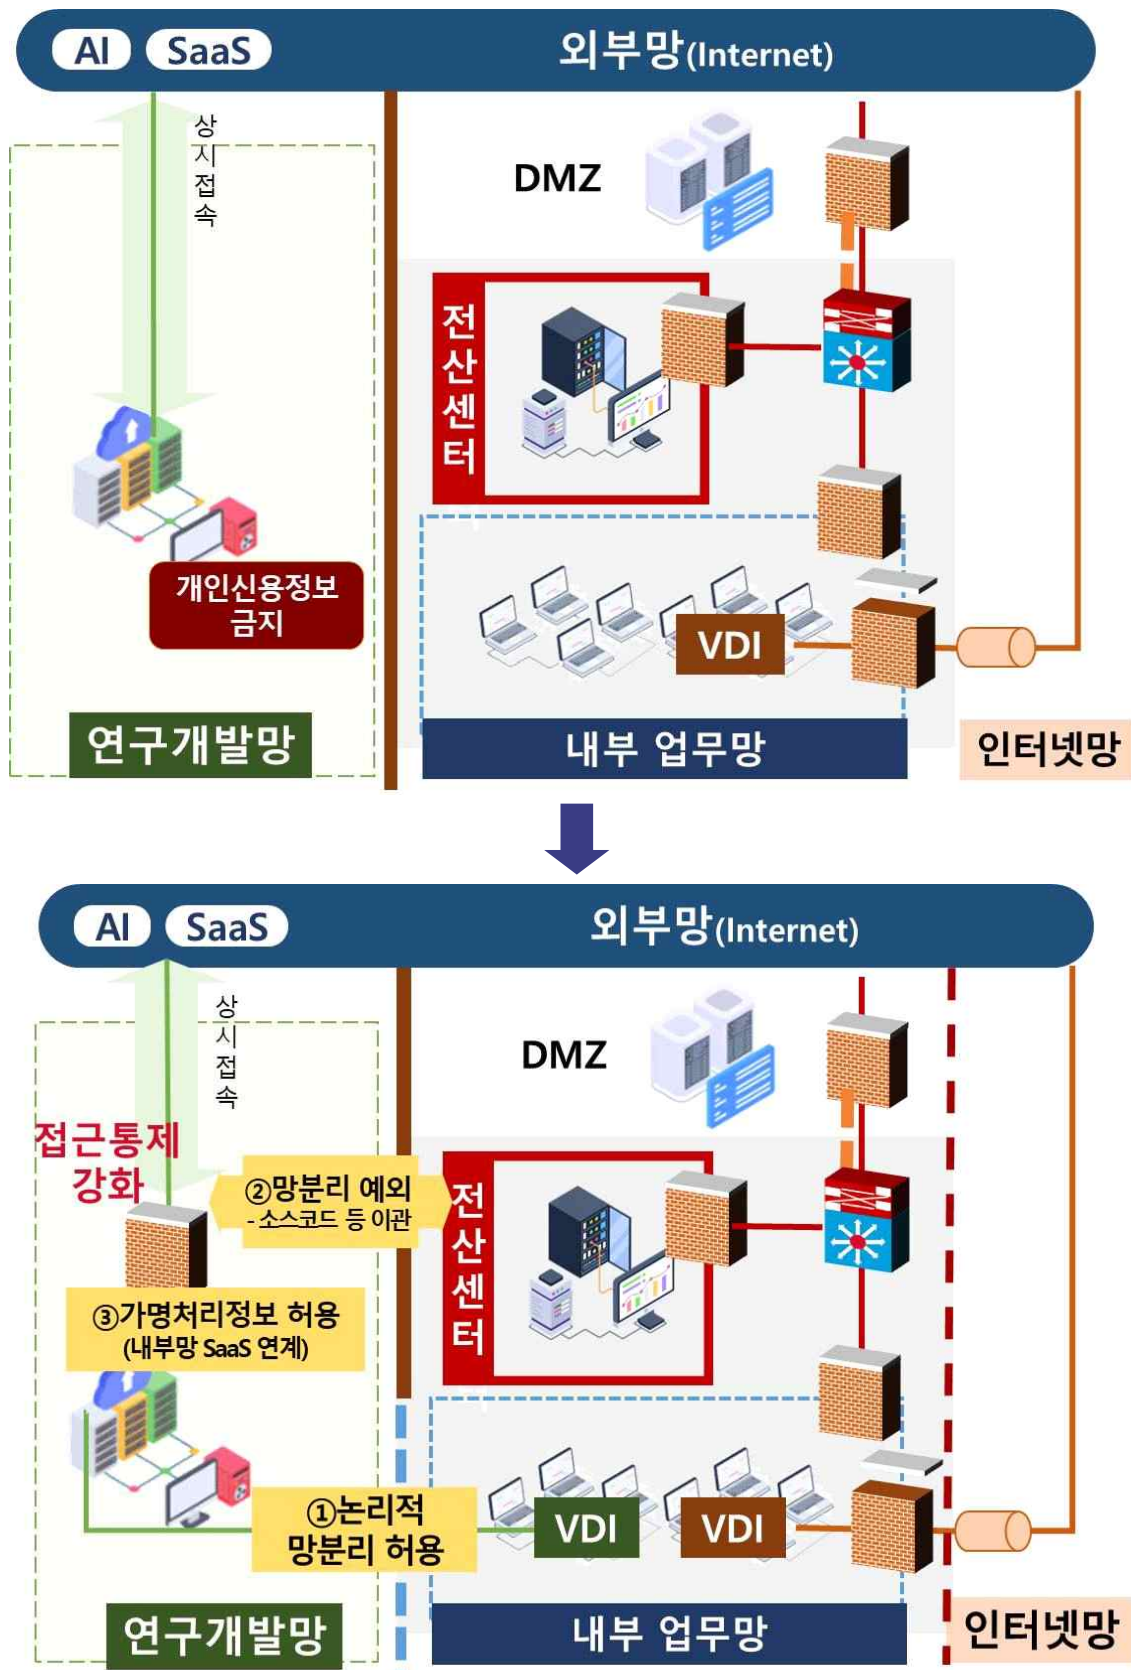 AI
SaaS
외부망(Internet)
상시접속
DMZ
전산센터
개인신용정보
금지
VDI
연구개발망
내부 업무망
인터넷망
AI
SaaS
외부망(Internet)
상시접속
DMZ
접근통제
강화
②망분리 예외
- 소스코드 등 이관
전산센터
③가명처리정보 허용
(내부망 SaaS 연계)
①논리적
망분리 허용
VDI
VDI
연구개발망
내부 업무망
인터넷망